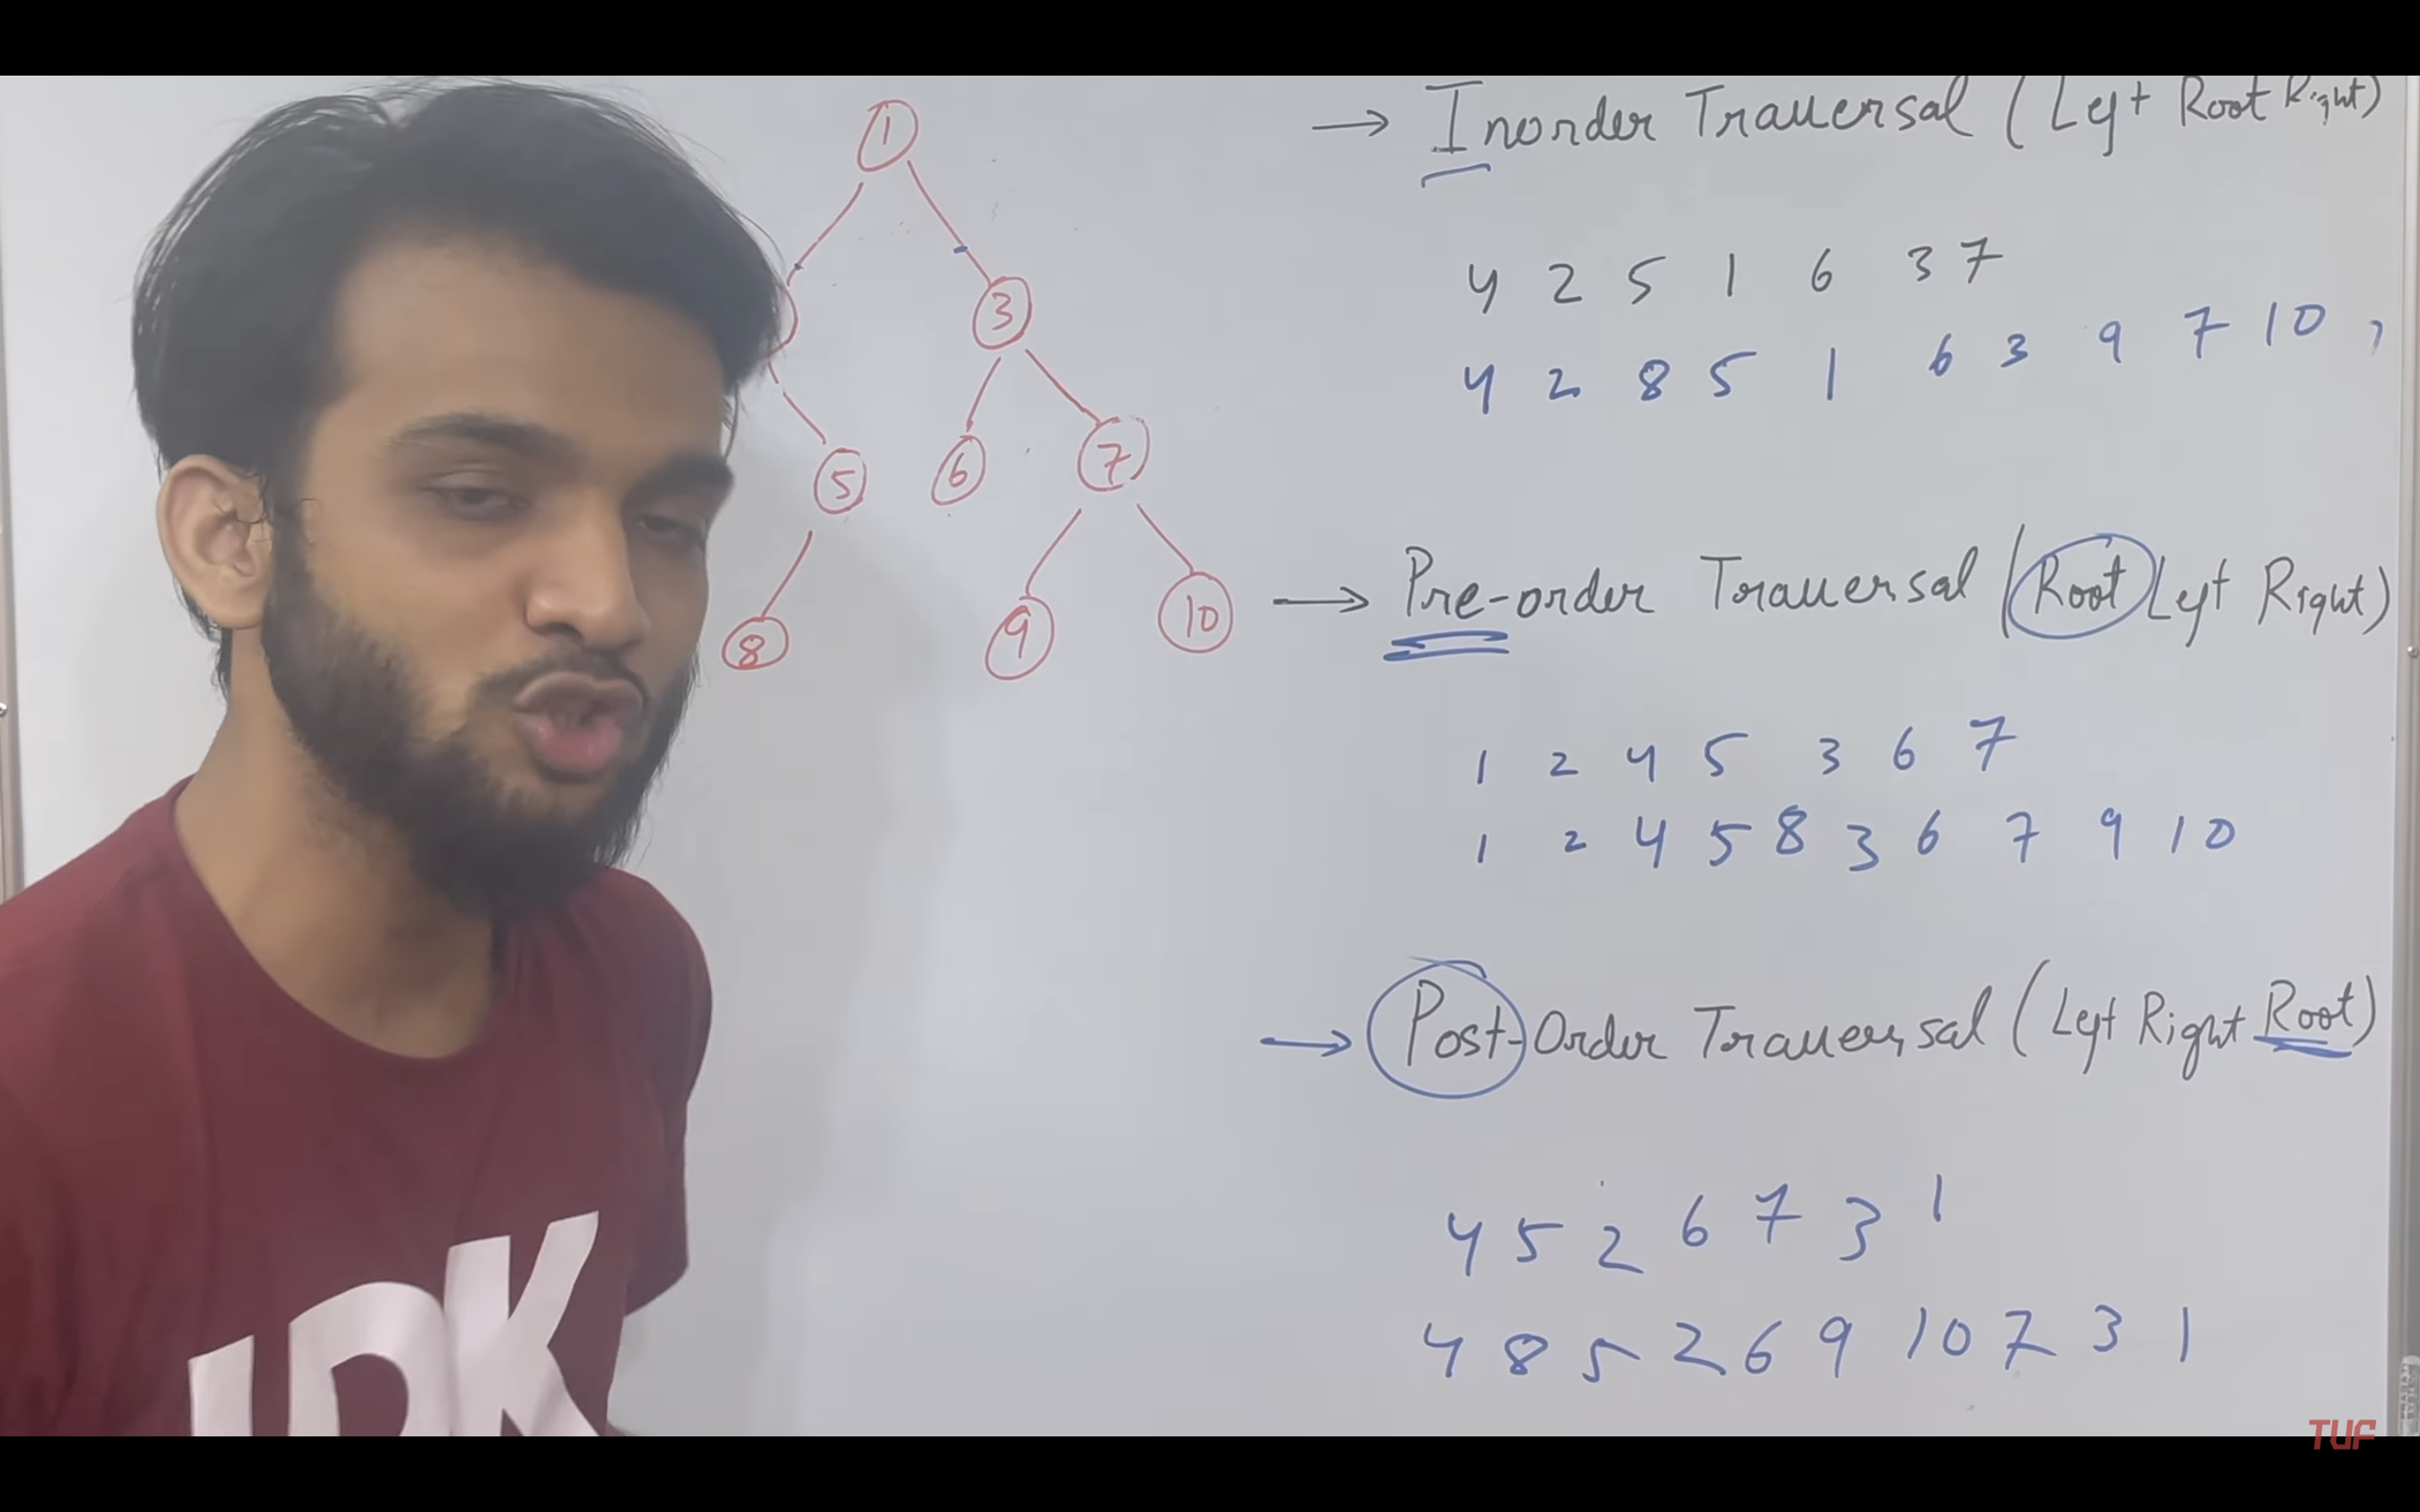 1
3
5 6 7
8 9 10
→ Inorder Traversal (Left Root Right)
4 2 5 1 6 3 7
4 2 8 5 1 6 3 9 7 10 ,
→ Pre-order Traversal (Root Left Right)
1 2 4 5 3 6 7
1 2 4 5 8 3 6 7 9 10
→ Post-Order Traversal (Left Right Root)
4 5 2 6 7 3 1
4 8 5 2 6 9 10 7 3 1
TUF